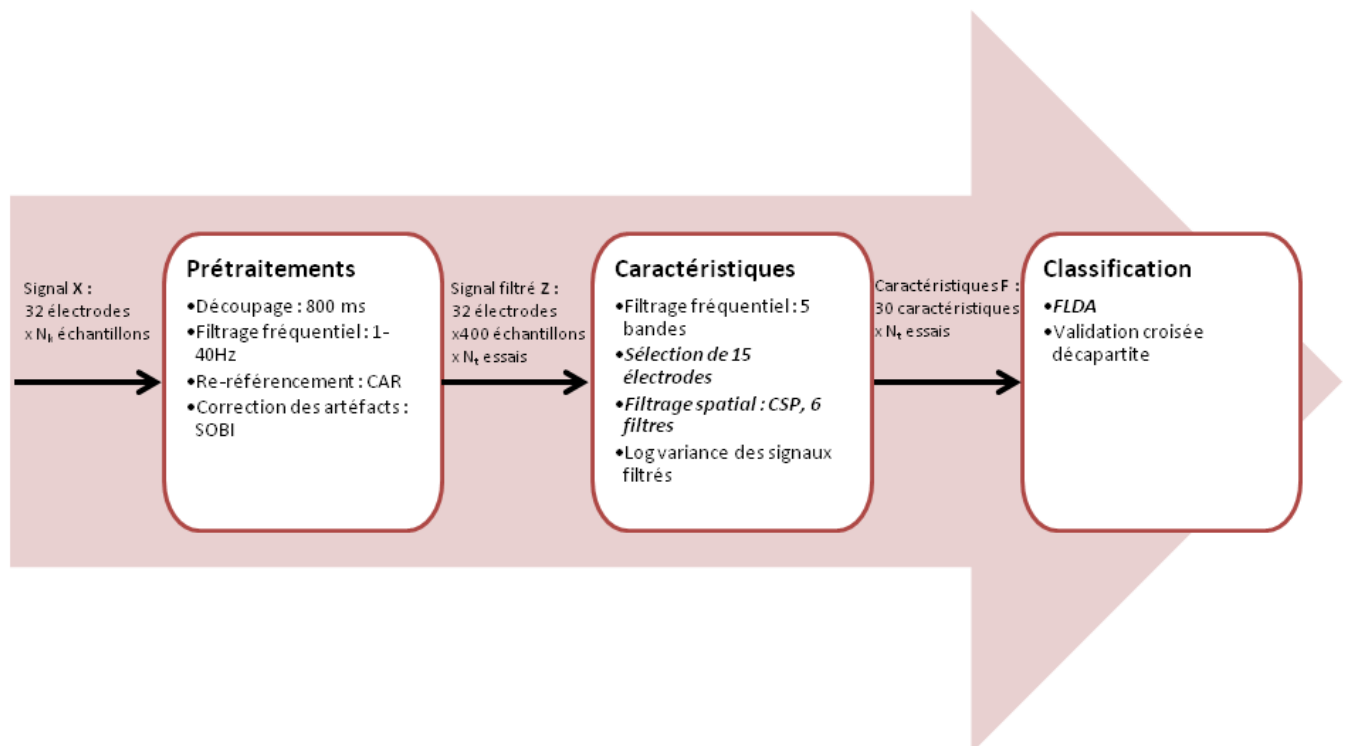 Signal X :
32 électrodes
x Nₕ échantillons
Prétraitements
•Découpage : 800 ms
•Filtrage fréquentiel : 1-
40Hz
•Re-référencement : CAR
•Correction des artéfacts :
SOBI
Signal filtré Z :
32 électrodes
x400 échantillons
x Nₜ essais
Caractéristiques
•Filtrage fréquentiel : 5
bandes
•Sélection de 15
électrodes
•Filtrage spatial : CSP, 6
filtres
•Log variance des signaux
filtrés
Caractéristiques F :
30 caractéristiques
x Nₜ essais
Classification
•FLDA
•Validation croisée
décapartite